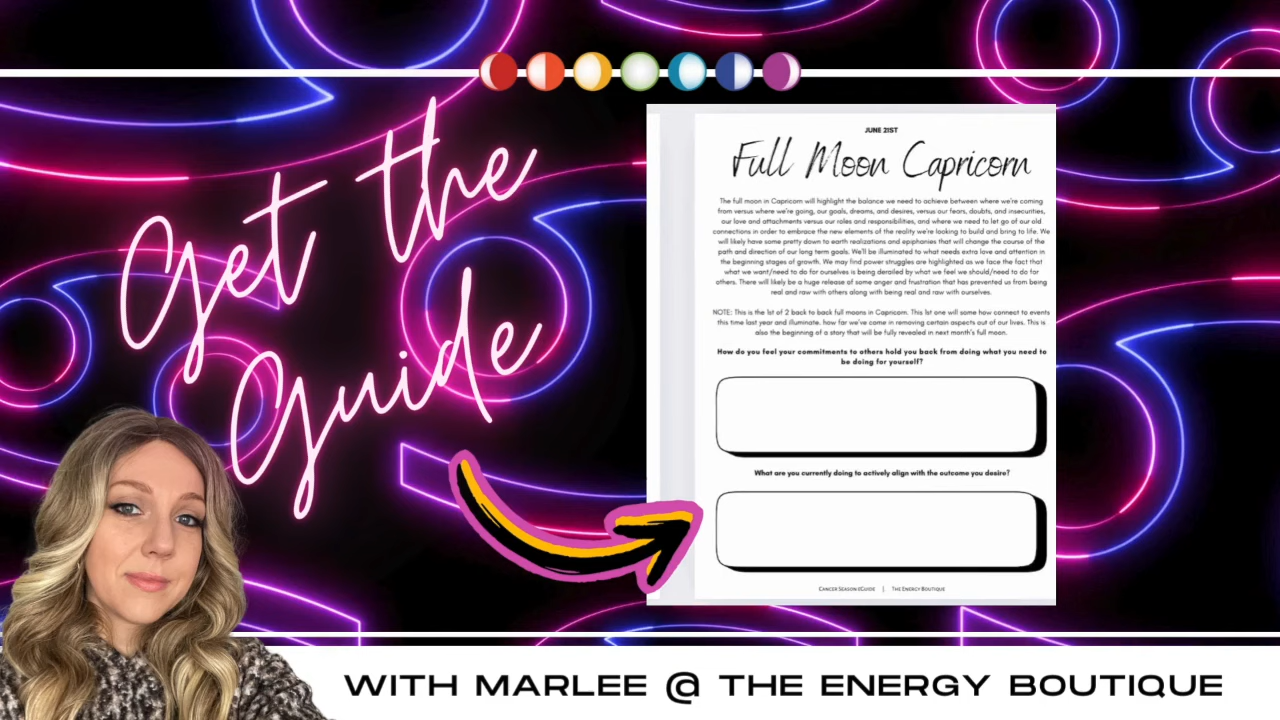 Get the
Guide
JUNE 21ST
Full Moon Capricorn
The full moon in Capricorn will highlight the balance we need to achieve between where we're coming
from versus where we're going, our goals, dreams, and desires, versus our fears, doubts, and insecurities,
our love and attachments versus our roles and responsibilities, and where we need to let go of our old
connections in order to embrace the new elements of the reality we're looking to build and bring to life. We
will likely have some pretty down to earth realizations and epiphanies that will change the course of the
path and direction of our long term goals. We'll be illuminated to what needs extra love and attention in
the beginning stages of growth. We may find power struggles are highlighted as we face the fact that
what we want/need to do for ourselves is being derailed by what we feel we should/need to do for
others. There will likely be a huge release of some anger and frustration that has prevented us from being
real and raw with others along with being real and raw with ourselves.
NOTE: This is the 1st of 2 back to back full moons in Capricorn. This 1st one will some how connect to events
this time last year and illuminate. how far we've come in removing certain aspects out of our lives. This is
also the beginning of a story that will be fully revealed in next month's full moon.
How do you feel your commitments to others hold you back from doing what you need to
be doing for yourself?
What are you currently doing to actively align with the outcome you desire?
CANCER SEASON EGUIDE | THE ENERGY BOUTIQUE
WITH MARLEE @ THE ENERGY BOUTIQUE